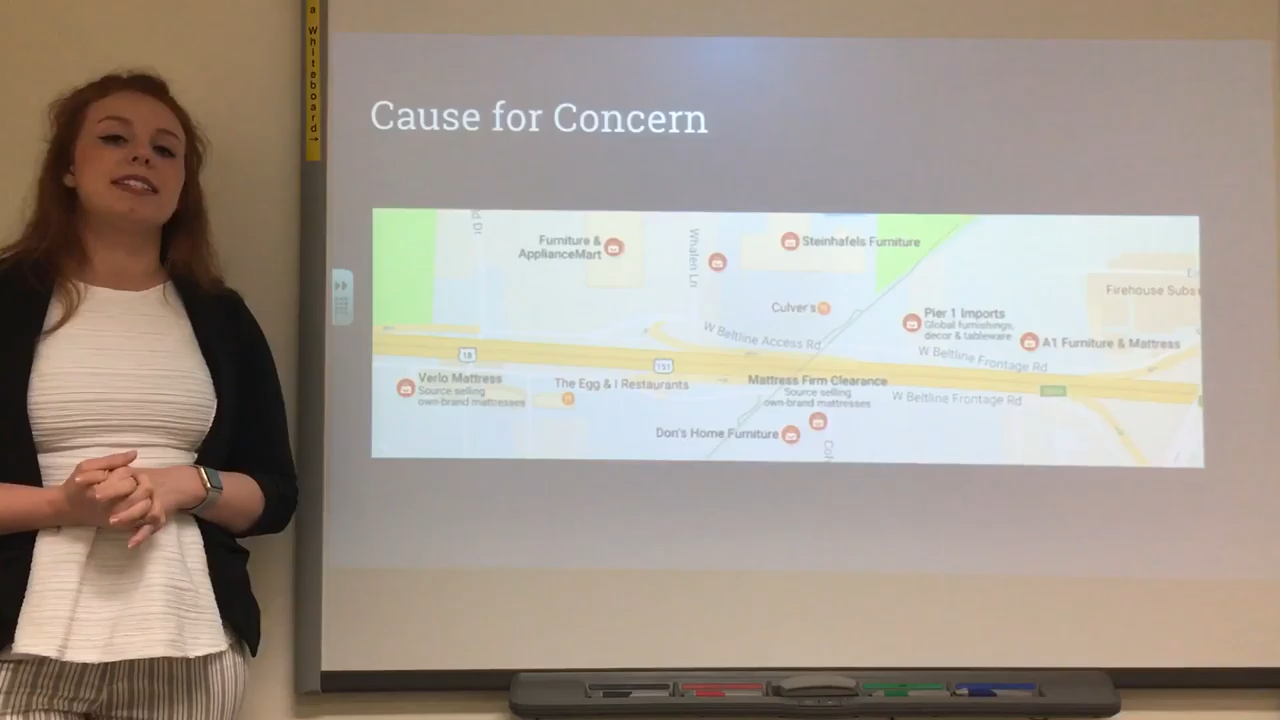 a Whiteboard→
Cause for Concern
Furniture &
ApplianceMart
Whalen Ln
Steinhafels Furniture
Culver's
Firehouse Subs
Pier 1 Imports
Global furnishings,
decor & tableware
A1 Furniture & Mattress
W Beltline Access Rd
W Beltline Frontage Rd
18
151
Verlo Mattress
Source selling
own-brand mattresses
The Egg & I Restaurants
Mattress Firm Clearance
Source selling
own-brand mattresses
W Beltline Frontage Rd
Don's Home Furniture